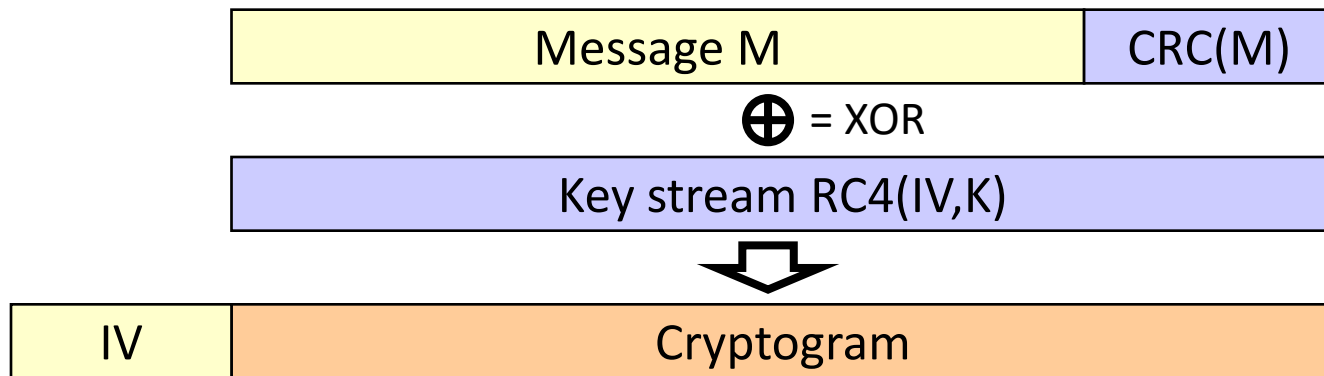 Message M CRC(M)
= XOR
Key stream RC4(IV,K)
IV Cryptogram